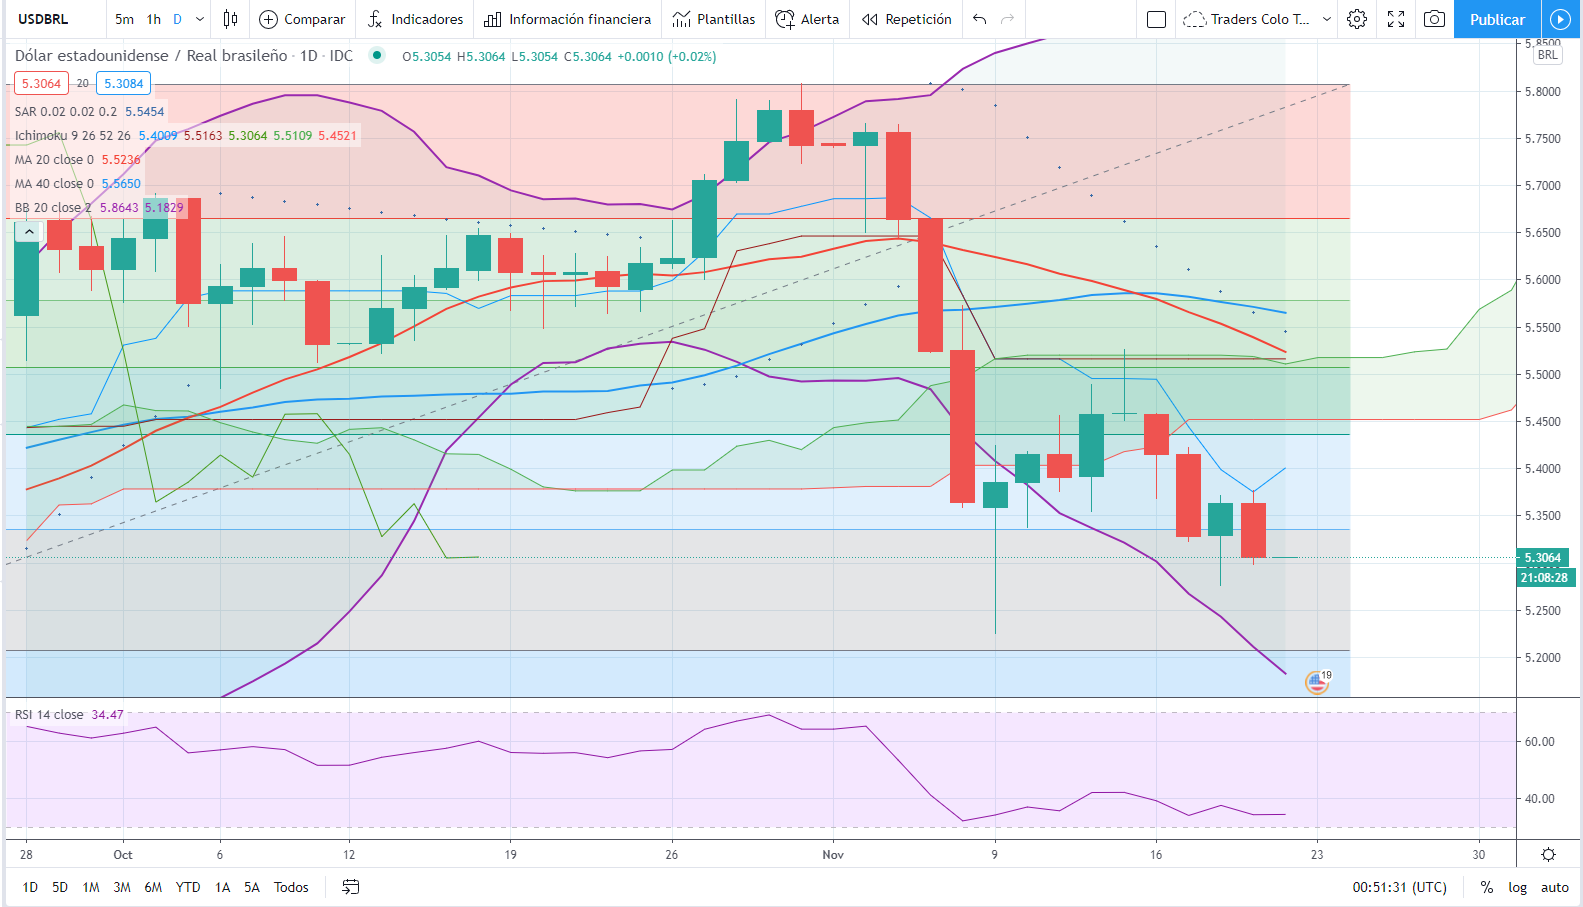 USDBRL 5m 1h D Comparar Indicadores Información financiera Plantillas Alerta Repetición Traders Colo T... Publicar
Dólar estadounidense / Real brasileño · 1D · IDC O5.3054 H5.3064 L5.3054 C5.3064 +0.0010 (+0.02%)
5.3064 20 5.3084
SAR 0.02 0.02 0.2 5.5454
Ichimoku 9 26 52 26 5.4009 5.5163 5.3064 5.5109 5.4521
MA 20 close 0 5.5236
MA 40 close 0 5.5650
BB 20 close 2 5.8643 5.1829
5.8500
BRL
5.8000
5.7500
5.7000
5.6500
5.6000
5.5500
5.5000
5.4500
5.4000
5.3500
5.3064
21:08:28
5.2500
5.2000
19
RSI 14 close 34.47
60.00
40.00
28 Oct 6 12 19 26 Nov 9 16 23 30
1D 5D 1M 3M 6M YTD 1A 5A Todos 00:51:31 (UTC) % log auto